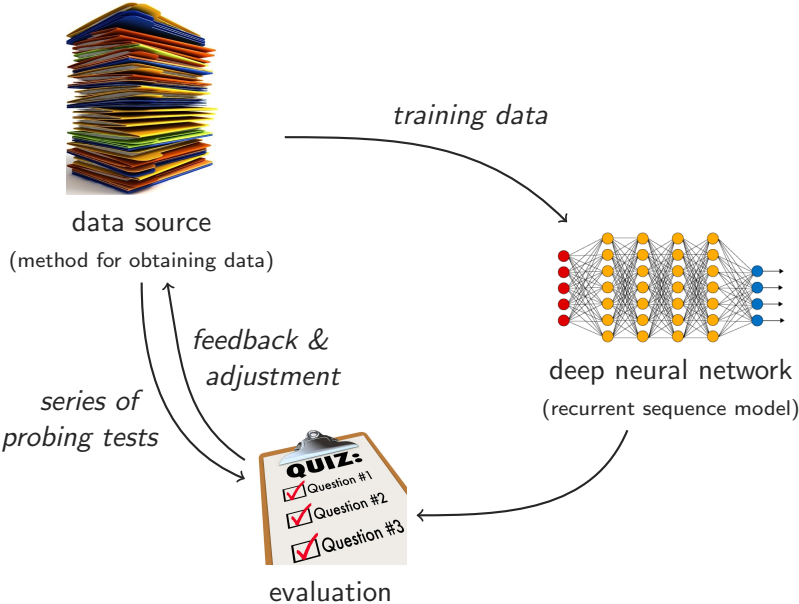 training data
data source
(method for obtaining data)
feedback &
adjustment
series of
probing tests
deep neural network
(recurrent sequence model)
QUIZ:
Question #1
Question #2
Question #3
evaluation